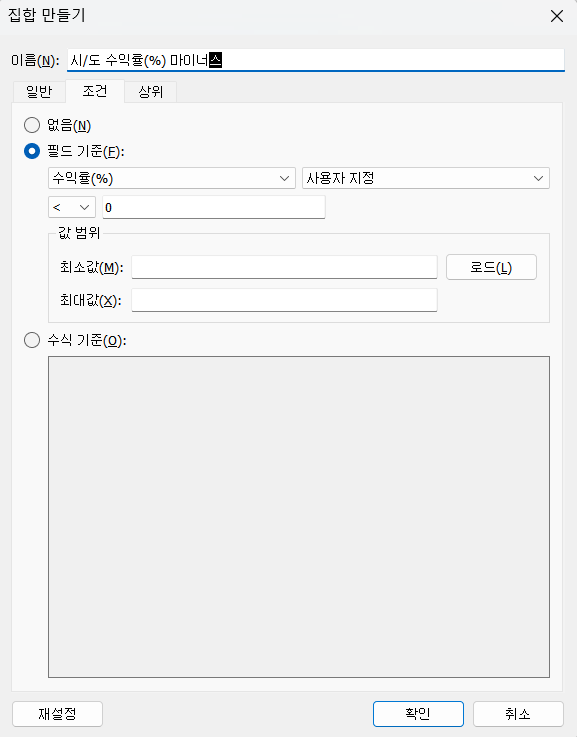 집합 만들기
이름(N): 시/도 수익률(%) 마이너스
일반 조건 상위
없음(N)
필드 기준(F):
수익률(%) 사용자 지정
< 0
값 범위
최소값(M): 로드(L)
최대값(X):
수식 기준(O):
재설정 확인 취소